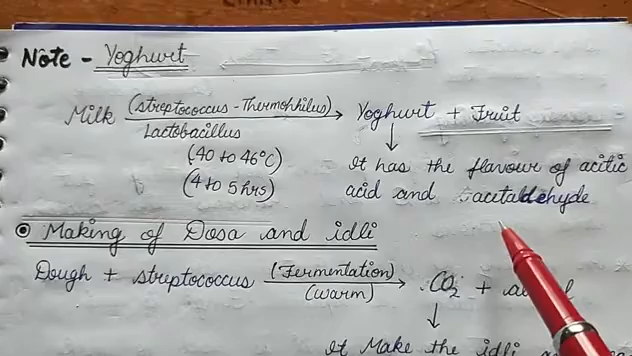 Note - Yoghurt
Milk (streptococcus - Thermophilus) → Yoghurt + Fruit
Lactobacillus
(40 to 46°C)
(4 to 5 hrs)
It has the flavour of acitic
acid and acetaldehyde
Making of Dosa and idli
Dough + streptococcus (Fermentation) → CO2 +
(warm)
It Make the idli